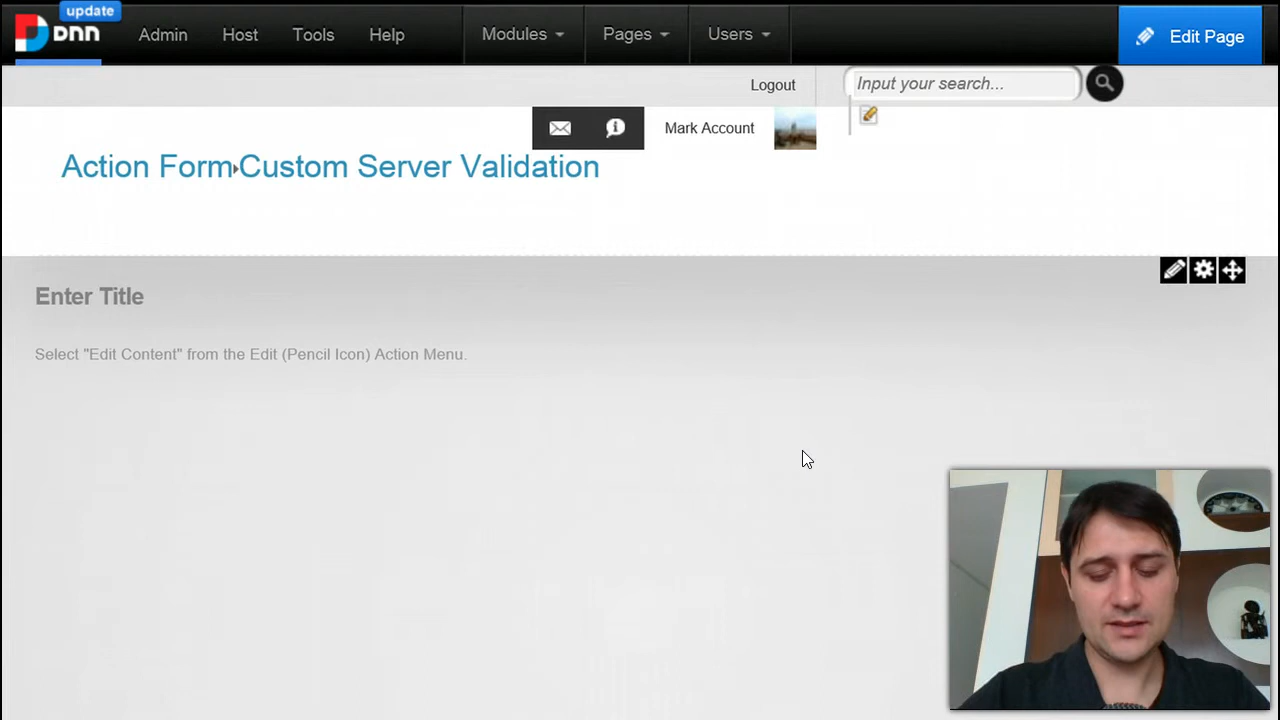 update
DNN Admin Host Tools Help Modules Pages Users Edit Page
Logout Input your search...
Mark Account
Action Form Custom Server Validation
Enter Title
Select "Edit Content" from the Edit (Pencil Icon) Action Menu.